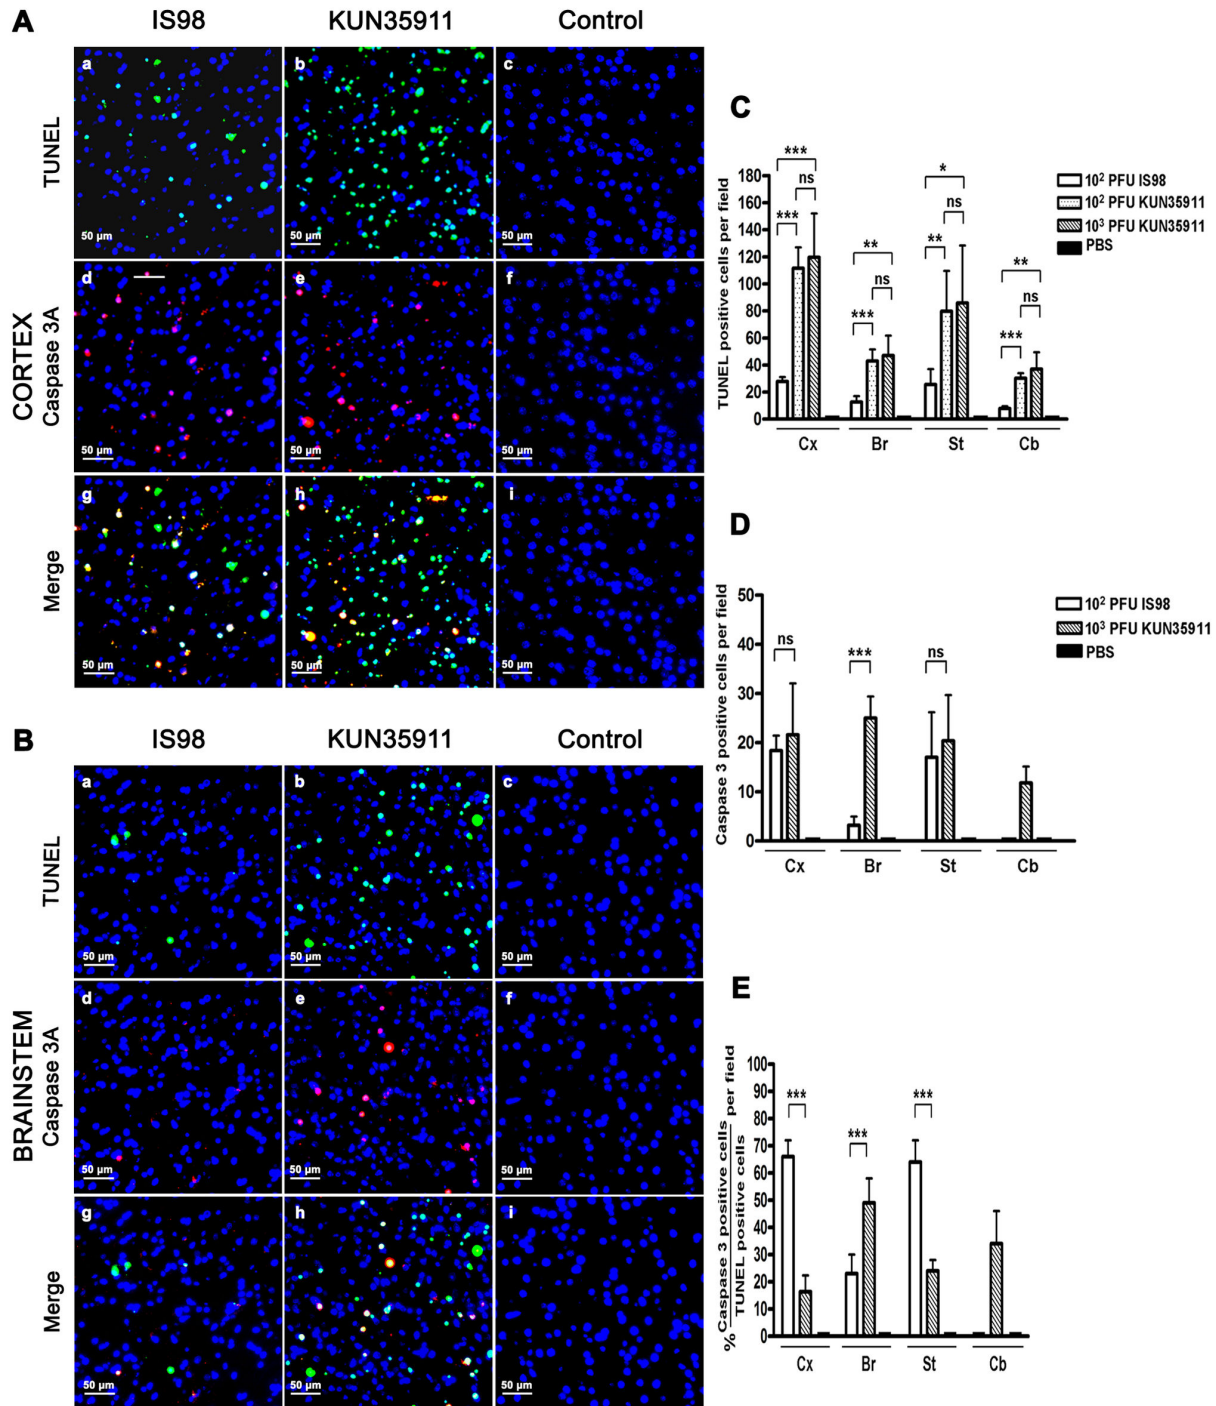 A
IS98 KUN35911 Control
CORTEX
TUNEL
a
50 µm
b
50 µm
c
50 µm
Caspase 3A
d
50 µm
e
50 µm
f
50 µm
Merge
g
50 µm
h
50 µm
i
50 µm
B
IS98 KUN35911 Control
BRAINSTEM
TUNEL
a
50 µm
b
50 µm
c
50 µm
Caspase 3A
d
50 µm
e
50 µm
f
50 µm
Merge
g
50 µm
h
50 µm
i
50 µm
C
TUNEL positive cells per field
180
160
140
120
100
80
60
40
20
0
*** ns ***
*** ns **
** ns *
*** ns **
Cx Br St Cb
10² PFU IS98
10² PFU KUN35911
10³ PFU KUN35911
PBS
D
Caspase 3 positive cells per field
50
40
30
20
10
0
ns *** ns
Cx Br St Cb
10² PFU IS98
10³ PFU KUN35911
PBS
E
% Caspase 3 positive cells per field
TUNEL positive cells
100
90
80
70
60
50
40
30
20
10
0
*** *** ***
Cx Br St Cb